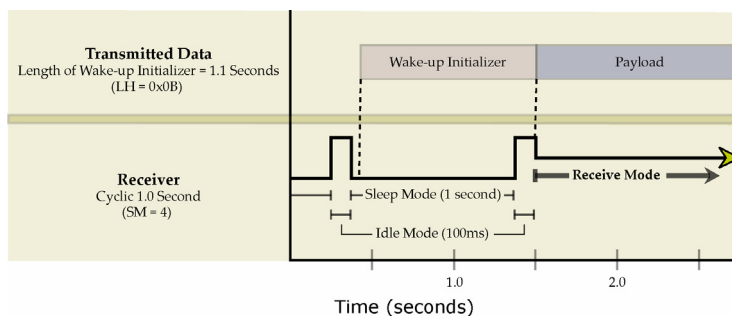 Transmitted Data
Length of Wake-up Initializer = 1.1 Seconds
(LH = 0x0B)
Wake-up Initializer
Payload
Receiver
Cyclic 1.0 Second
(SM = 4)
Sleep Mode (1 second)
Receive Mode
Idle Mode (100ms)
1.0
2.0
Time (seconds)